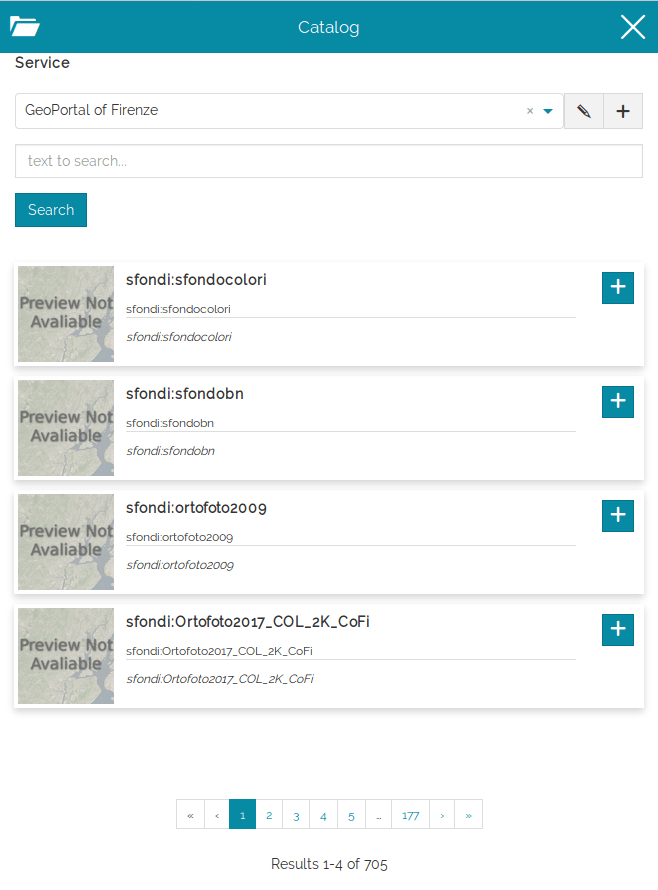 Catalog
Service
GeoPortal of Firenze
text to search...
Search
Preview Not
Avaliable
sfondi:sfondocolori
sfondi:sfondocolori
sfondi:sfondocolori
Preview Not
Avaliable
sfondi:sfondobn
sfondi:sfondobn
sfondi:sfondobn
Preview Not
Avaliable
sfondi:ortofoto2009
sfondi:ortofoto2009
sfondi:ortofoto2009
Preview Not
Avaliable
sfondi:Ortofoto2017_COL_2K_CoFi
sfondi:Ortofoto2017_COL_2K_CoFi
sfondi:Ortofoto2017_COL_2K_CoFi
« ‹ 1 2 3 4 5 ... 177 › »
Results 1-4 of 705